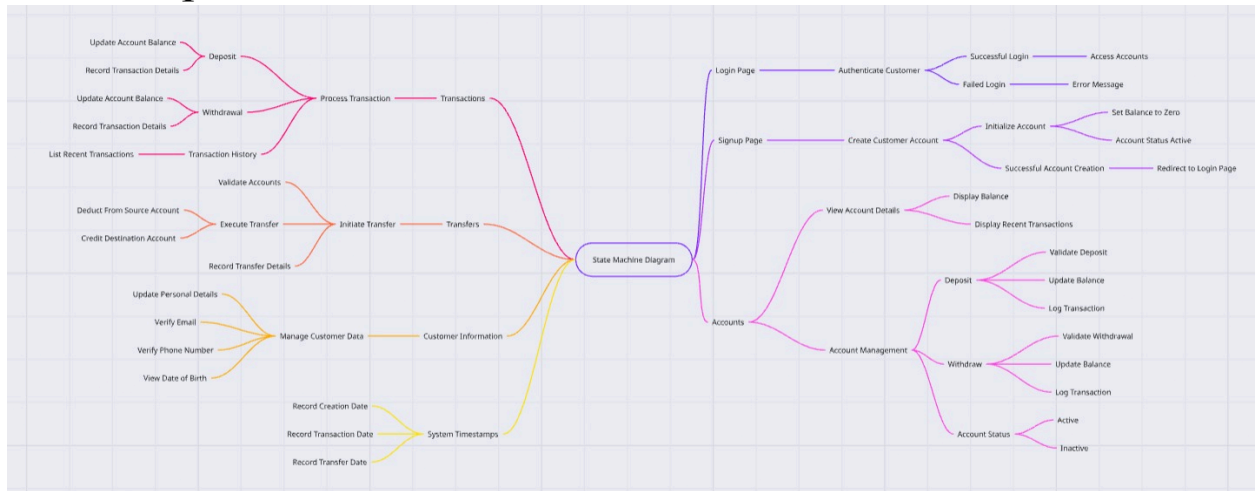 Update Account Balance
Deposit
Record Transaction Details
Update Account Balance
Withdrawal
Record Transaction Details
List Recent Transactions
Transaction History
Process Transaction
Transactions
Validate Accounts
Deduct From Source Account
Execute Transfer
Credit Destination Account
Initiate Transfer
Transfers
Record Transfer Details
Update Personal Details
Verify Email
Verify Phone Number
View Date of Birth
Manage Customer Data
Customer Information
Record Creation Date
Record Transaction Date
Record Transfer Date
System Timestamps
State Machine Diagram
Login Page
Authenticate Customer
Successful Login
Access Accounts
Failed Login
Error Message
Signup Page
Create Customer Account
Initialize Account
Set Balance to Zero
Account Status Active
Successful Account Creation
Redirect to Login Page
Accounts
View Account Details
Display Balance
Display Recent Transactions
Account Management
Deposit
Validate Deposit
Update Balance
Log Transaction
Withdraw
Validate Withdrawal
Update Balance
Log Transaction
Account Status
Active
Inactive